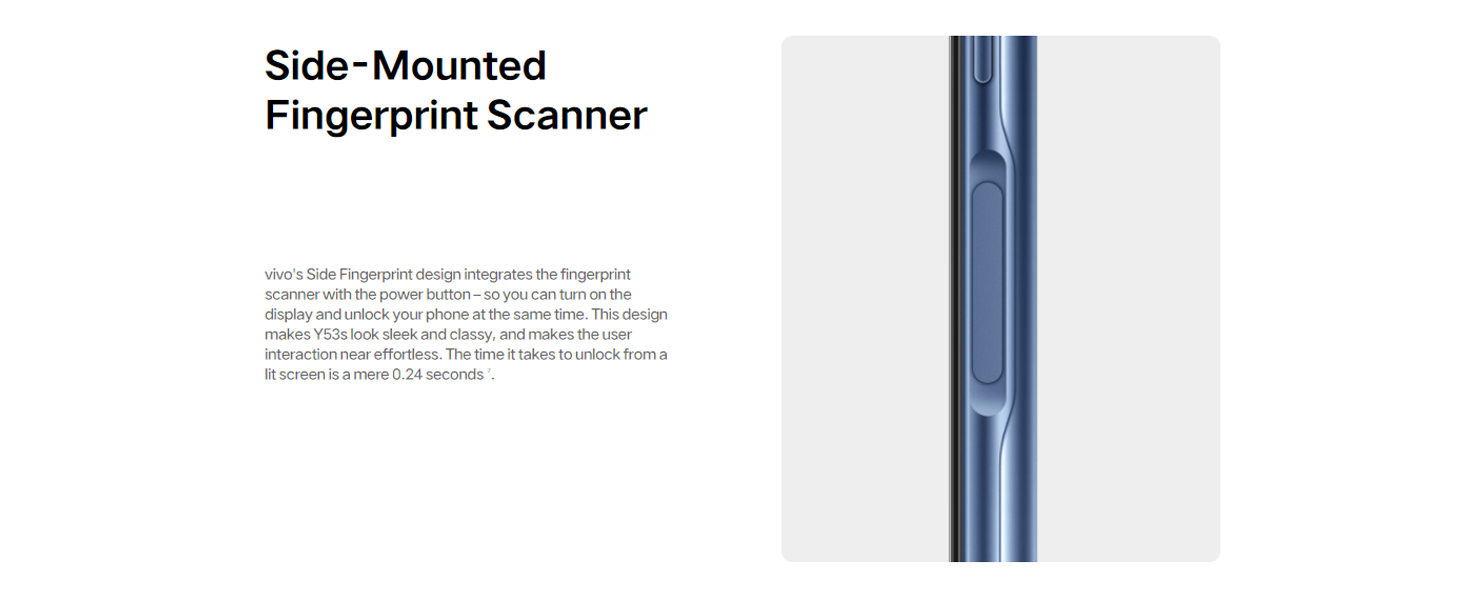 Side-Mounted
Fingerprint Scanner
vivo's Side Fingerprint design integrates the fingerprint
scanner with the power button – so you can turn on the
display and unlock your phone at the same time. This design
makes Y53s look sleek and classy, and makes the user
interaction near effortless. The time it takes to unlock from a
lit screen is a mere 0.24 seconds ⁷.